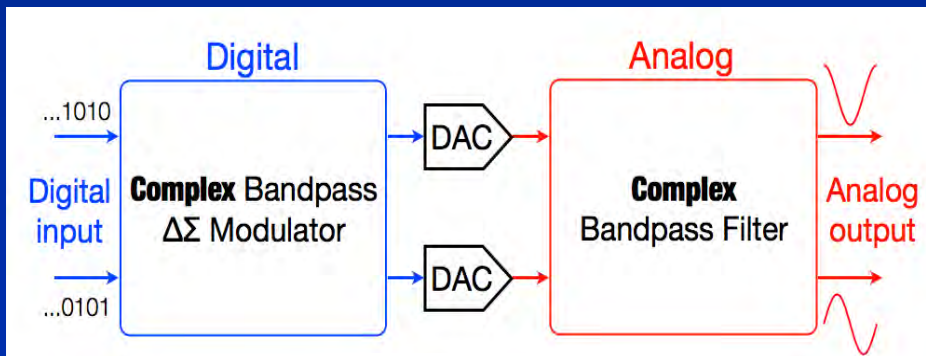 Digital
Analog
...1010
DAC
Digital
input
Complex Bandpass
ΔΣ Modulator
Complex
Bandpass Filter
Analog
output
DAC
...0101